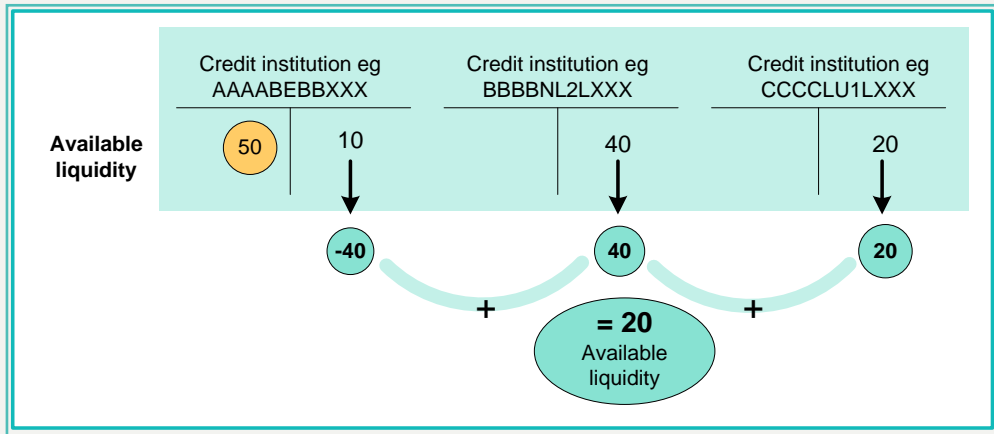 Credit institution eg
AAAABEBBXXX
Credit institution eg
BBBBNL2LXXX
Credit institution eg
CCCCLU1LXXX
Available
liquidity
50
10
40
20
-40
40
20
+
+
= 20
Available
liquidity